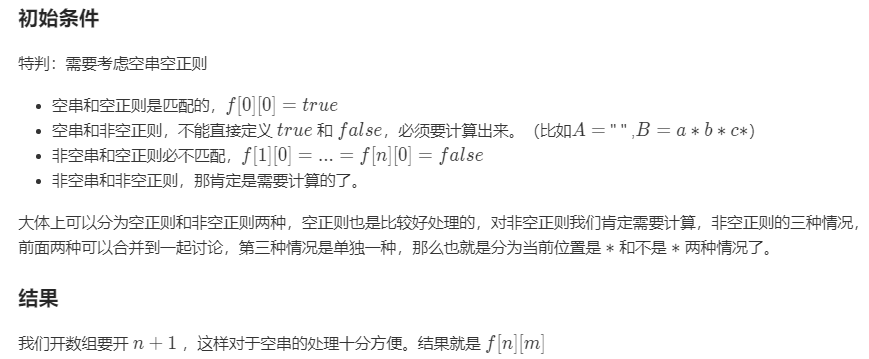 初始条件
特判：需要考虑空串空正则
• 空串和空正则是匹配的，f[0][0] = true
• 空串和非空正则，不能直接定义 true 和 false，必须要计算出来。（比如A = " " ,B = a * b * c*）
• 非空串和空正则必不匹配，f[1][0] = ... = f[n][0] = false
• 非空串和非空正则，那肯定是需要计算的了。
大体上可以分为空正则和非空正则两种，空正则也是比较好处理的，对非空正则我们肯定需要计算，非空正则的三种情况，
前面两种可以合并到一起讨论，第三种情况是单独一种，那么也就是分为当前位置是 * 和不是 * 两种情况了。
结果
我们开数组要开 n + 1 ，这样对于空串的处理十分方便。结果就是 f[n][m]